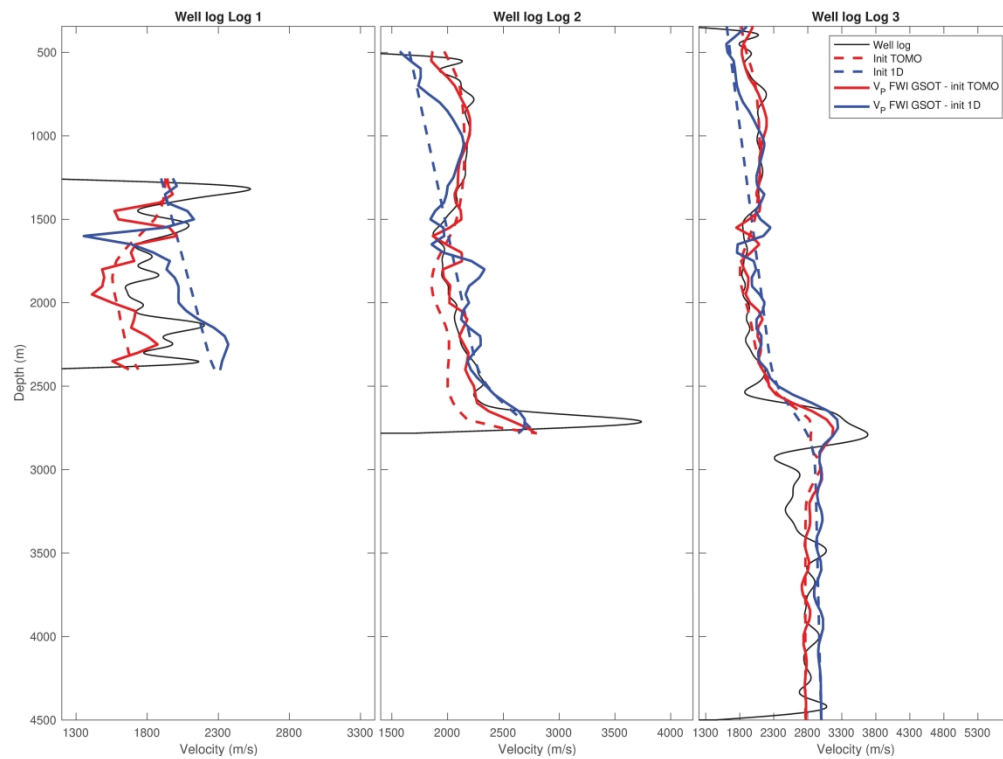 Well log Log 1
Well log Log 2
Well log Log 3
Well log
Init TOMO
Init 1D
V_P FWI GSOT - init TOMO
V_P FWI GSOT - init 1D
Depth (m)
500
1000
1500
2000
2500
3000
3500
4000
4500
1300 1800 2300 2800 3300
1500 2000 2500 3000 3500 4000
1300 1800 2300 2800 3300 3800 4300 4800 5300
Velocity (m/s)
Velocity (m/s)
Velocity (m/s)